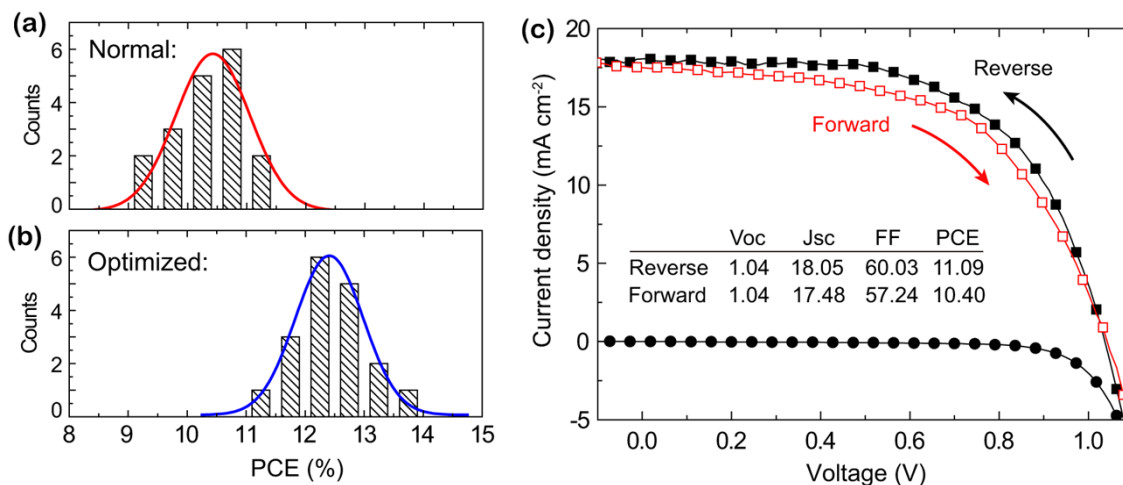 (a)
Normal:
Counts
6
4
2
0
(b)
Optimized:
Counts
6
4
2
0
8 9 10 11 12 13 14 15
PCE (%)
(c)
Current density (mA cm-2)
20
15
10
5
0
-5
Reverse
Forward
Voc Jsc FF PCE
Reverse 1.04 18.05 60.03 11.09
Forward 1.04 17.48 57.24 10.40
0.0 0.2 0.4 0.6 0.8 1.0
Voltage (V)